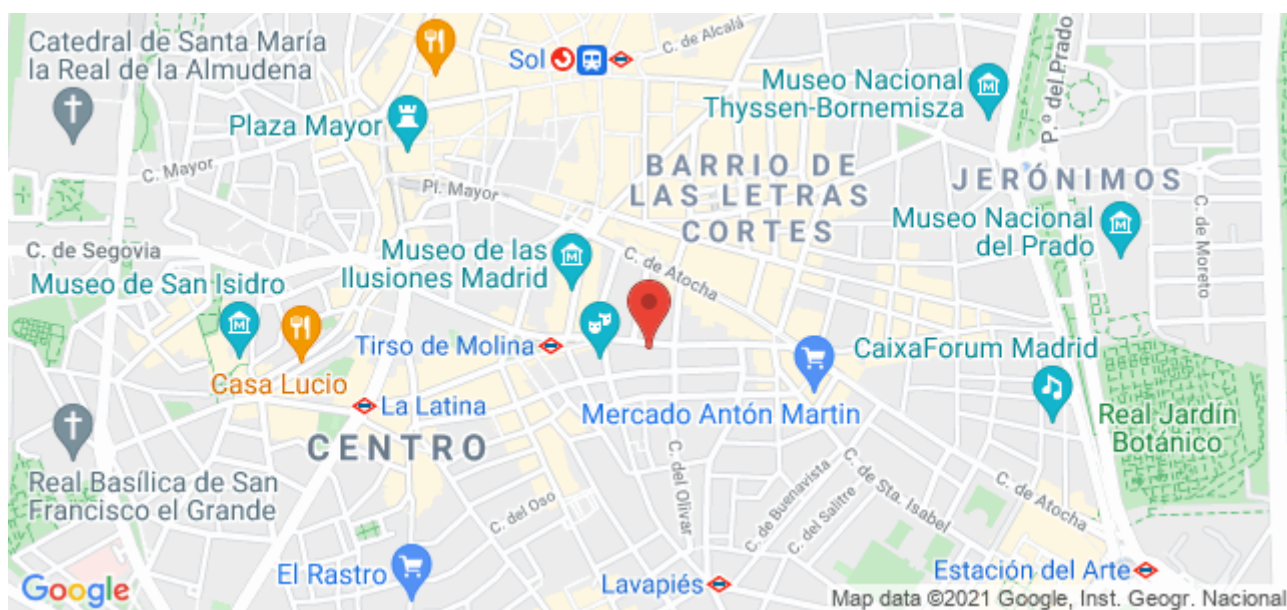 Catedral de Santa María
la Real de la Almudena
Sol
C. de Alcalá
Museo Nacional
Thyssen-Bornemisza
P.º del Prado
Plaza Mayor
C. Mayor
Pl. Mayor
BARRIO DE
LAS LETRAS
CORTES
JERÓNIMOS
C. de Moreto
Museo Nacional
del Prado
C. de Segovia
Museo de las
Ilusiones Madrid
C. de Atocha
Museo de San Isidro
Tirso de Molina
CaixaForum Madrid
Casa Lucio
La Latina
Mercado Antón Martin
Real Jardín
Botánico
CENTRO
Real Basílica de San
Francisco el Grande
C. del Oso
C. del Olivar
C. de Buenavista
C. del Salitre
C. de Sta. Isabel
C. de Atocha
El Rastro
Lavapiés
Estación del Arte
Google
Map data ©2021 Google, Inst. Geogr. Nacional